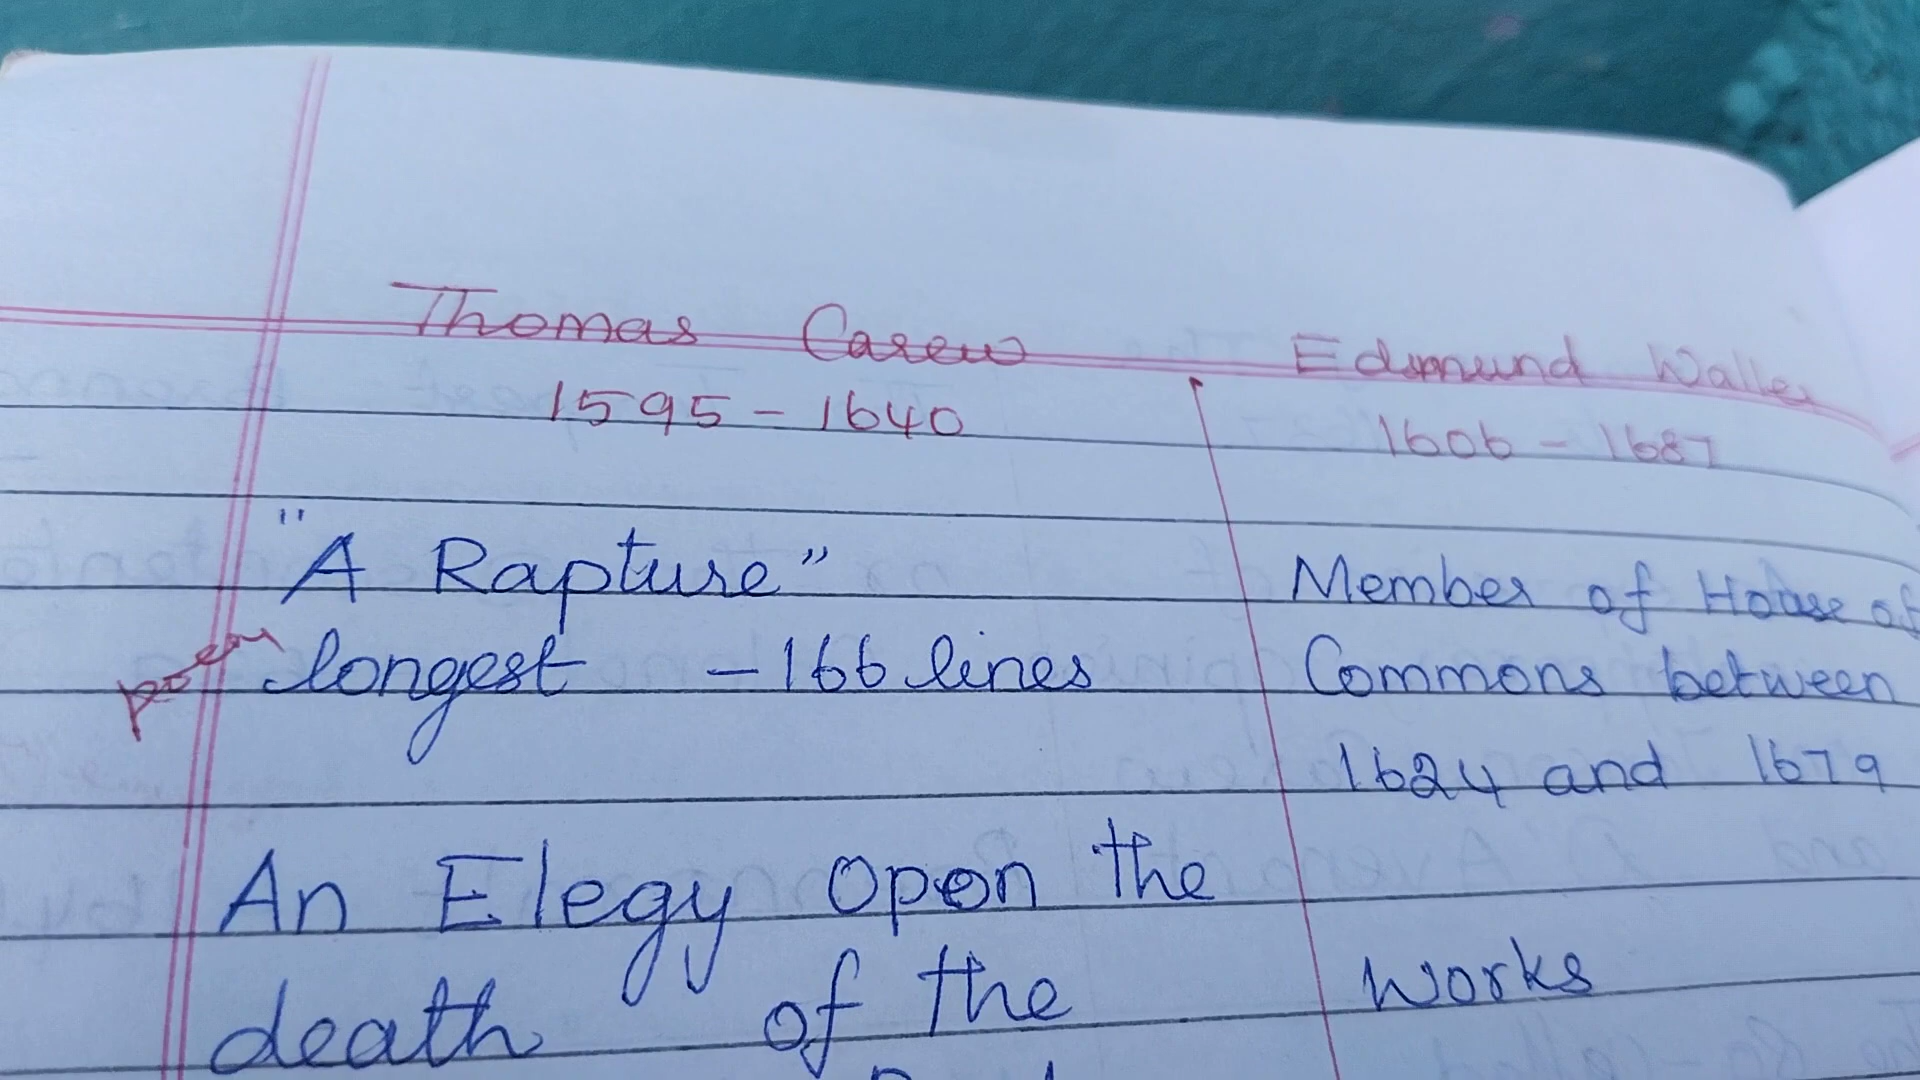 Thomas Carew
1595 - 1640
"A Rapture"
poem longest - 166 lines
An Elegy Opon the
death of the
Edmund Waller
1606 - 1687
Member of House of
Commons between
1624 and 1679
Works